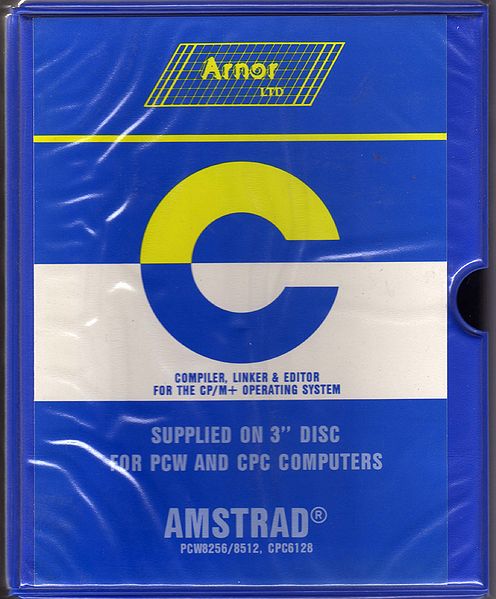 Arnor
LTD
C
COMPILER, LINKER & EDITOR
FOR THE CP/M+ OPERATING SYSTEM
SUPPLIED ON 3" DISC
FOR PCW AND CPC COMPUTERS
AMSTRAD®
PCW8256/8512, CPC6128